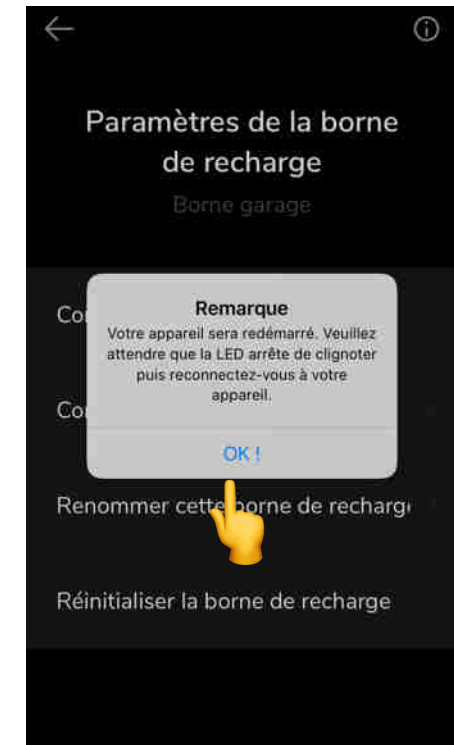 Paramètres de la borne
de recharge
Borne garage
Remarque
Votre appareil sera redémarré. Veuillez
attendre que la LED arrête de clignoter
puis reconnectez-vous à votre
appareil.
OK !
Renommer cette borne de recharg
Réinitialiser la borne de recharge